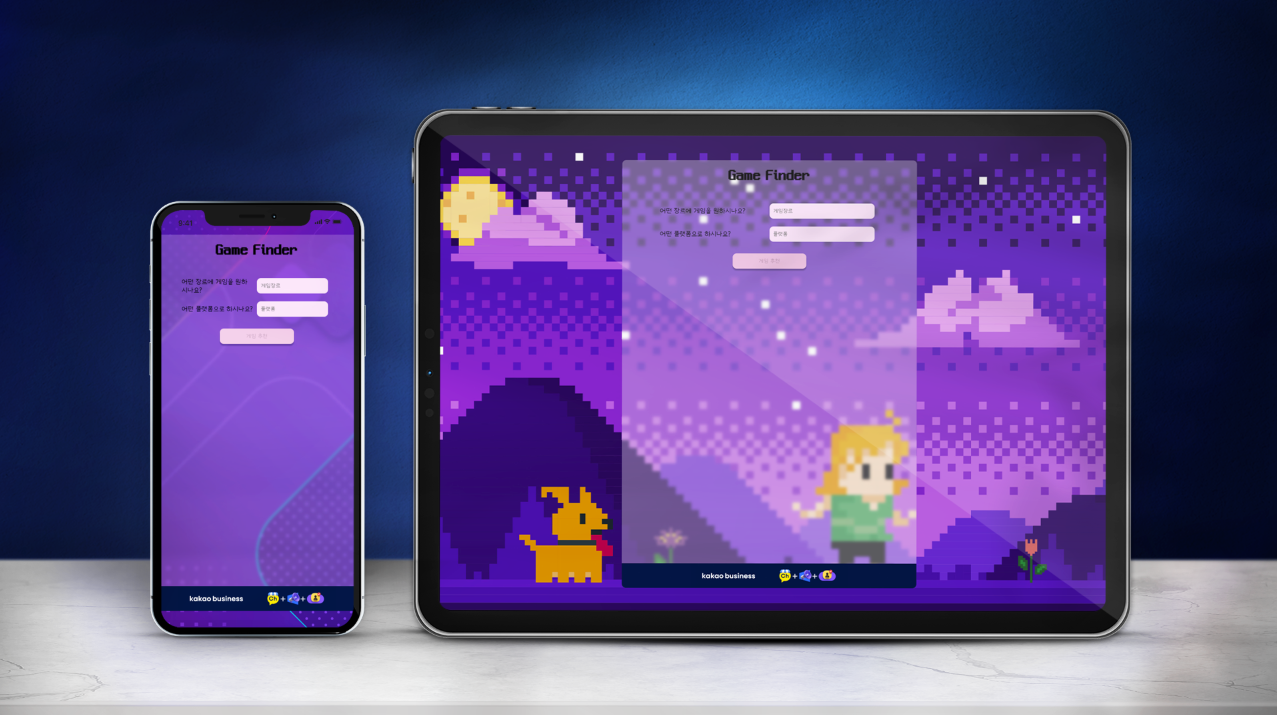 Game Finder
어떤 장르에 게임을 원하
시나요?
게임장르
어떤 플랫폼으로 하시나요?
플랫폼
게임 추천
kakao business
Ch + +
Game Finder
어떤 장르에 게임을 원하시나요?
게임장르
어떤 플랫폼으로 하시나요?
플랫폼
게임 추천
kakao business
Ch + +